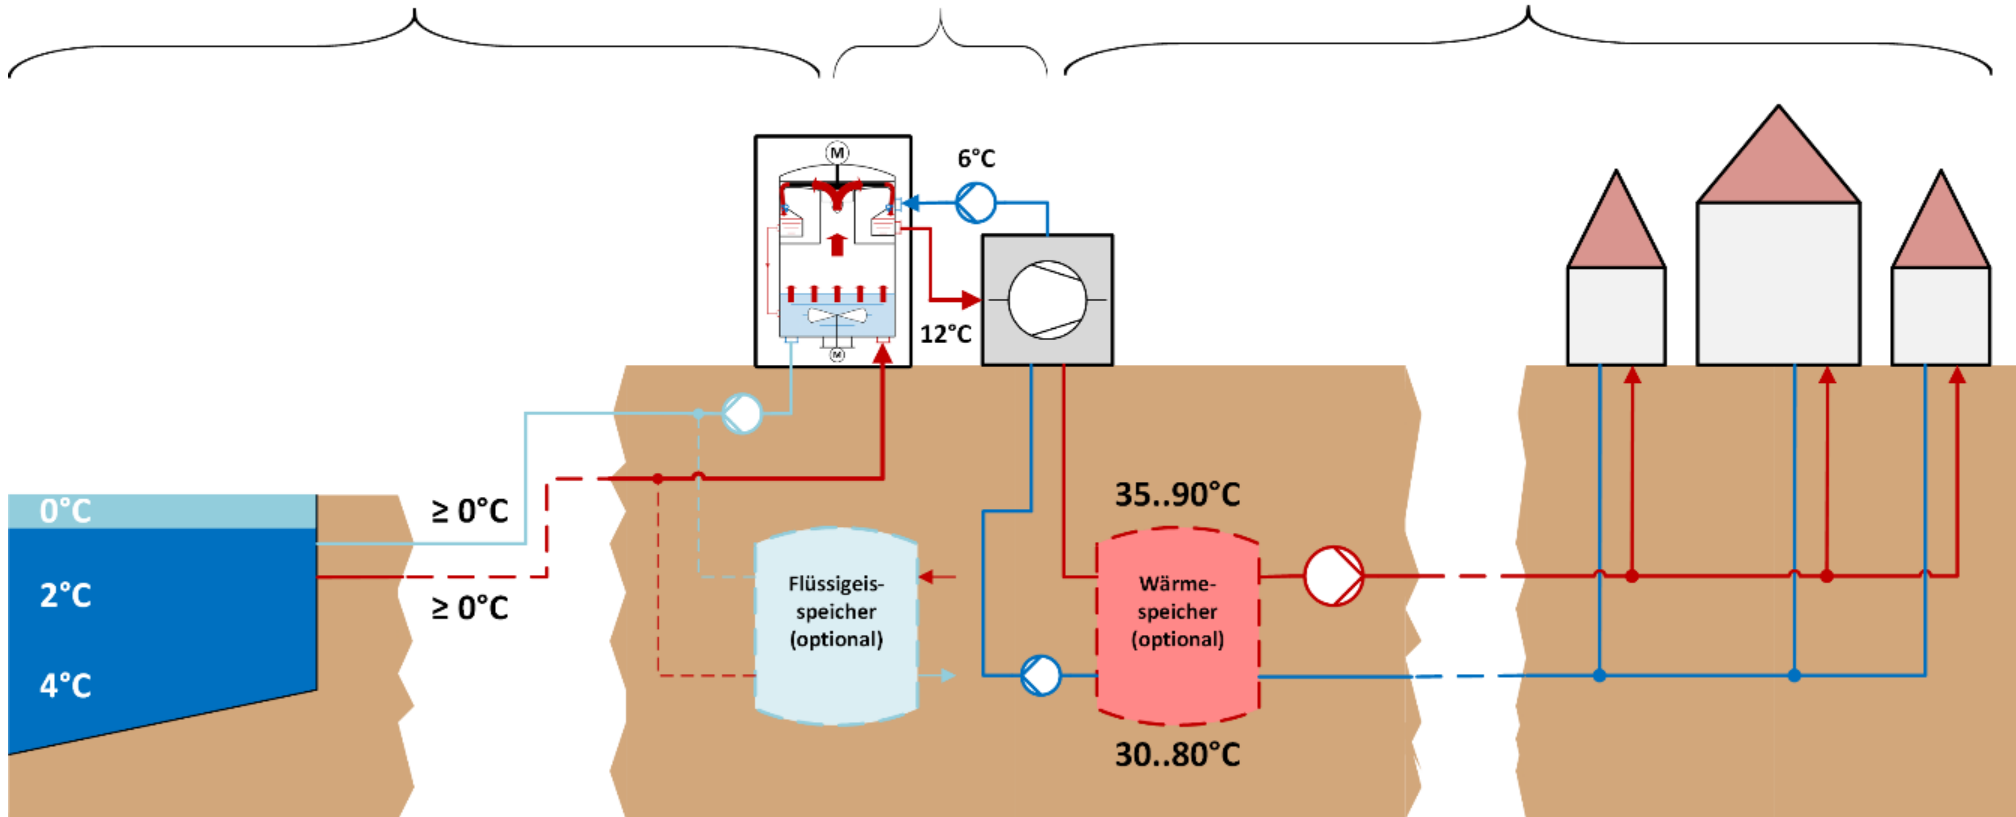 M
6°C
12°C
M
0°C
2°C
4°C
≥ 0°C
≥ 0°C
Flüssigeis-
speicher
(optional)
35..90°C
Wärme-
speicher
(optional)
30..80°C